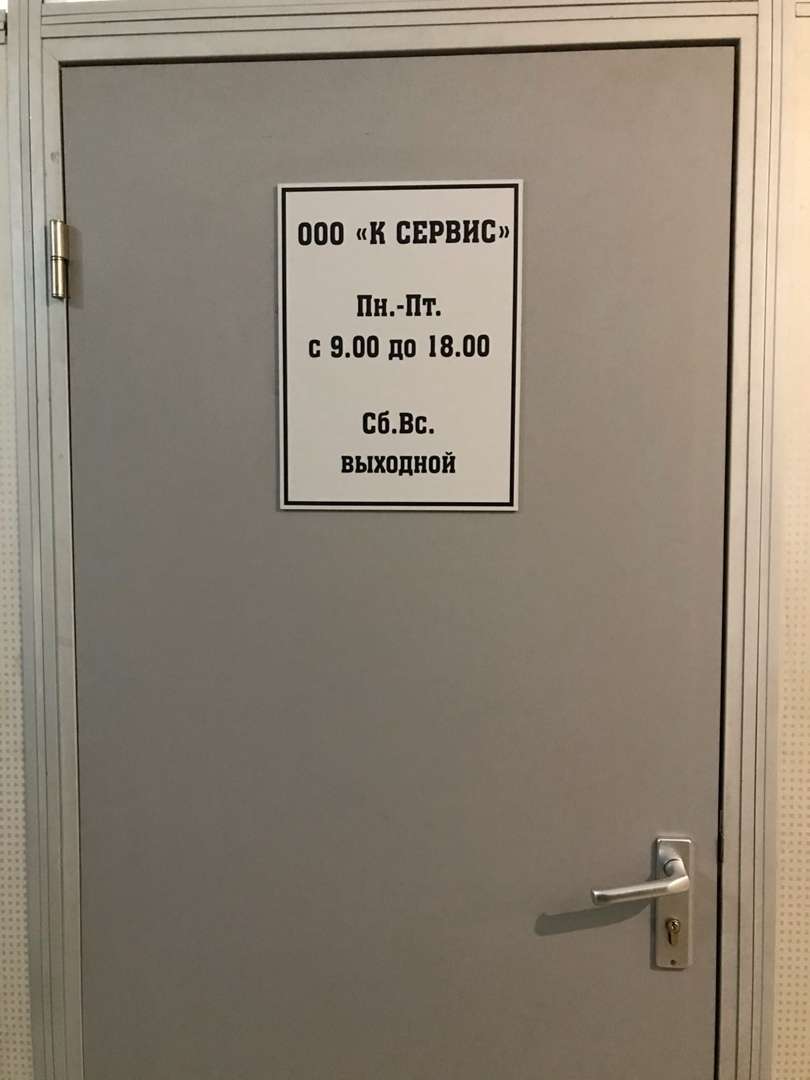 ООО «К СЕРВИС»
Пн.-Пт.
с 9.00 до 18.00
Сб.Вс.
выходной